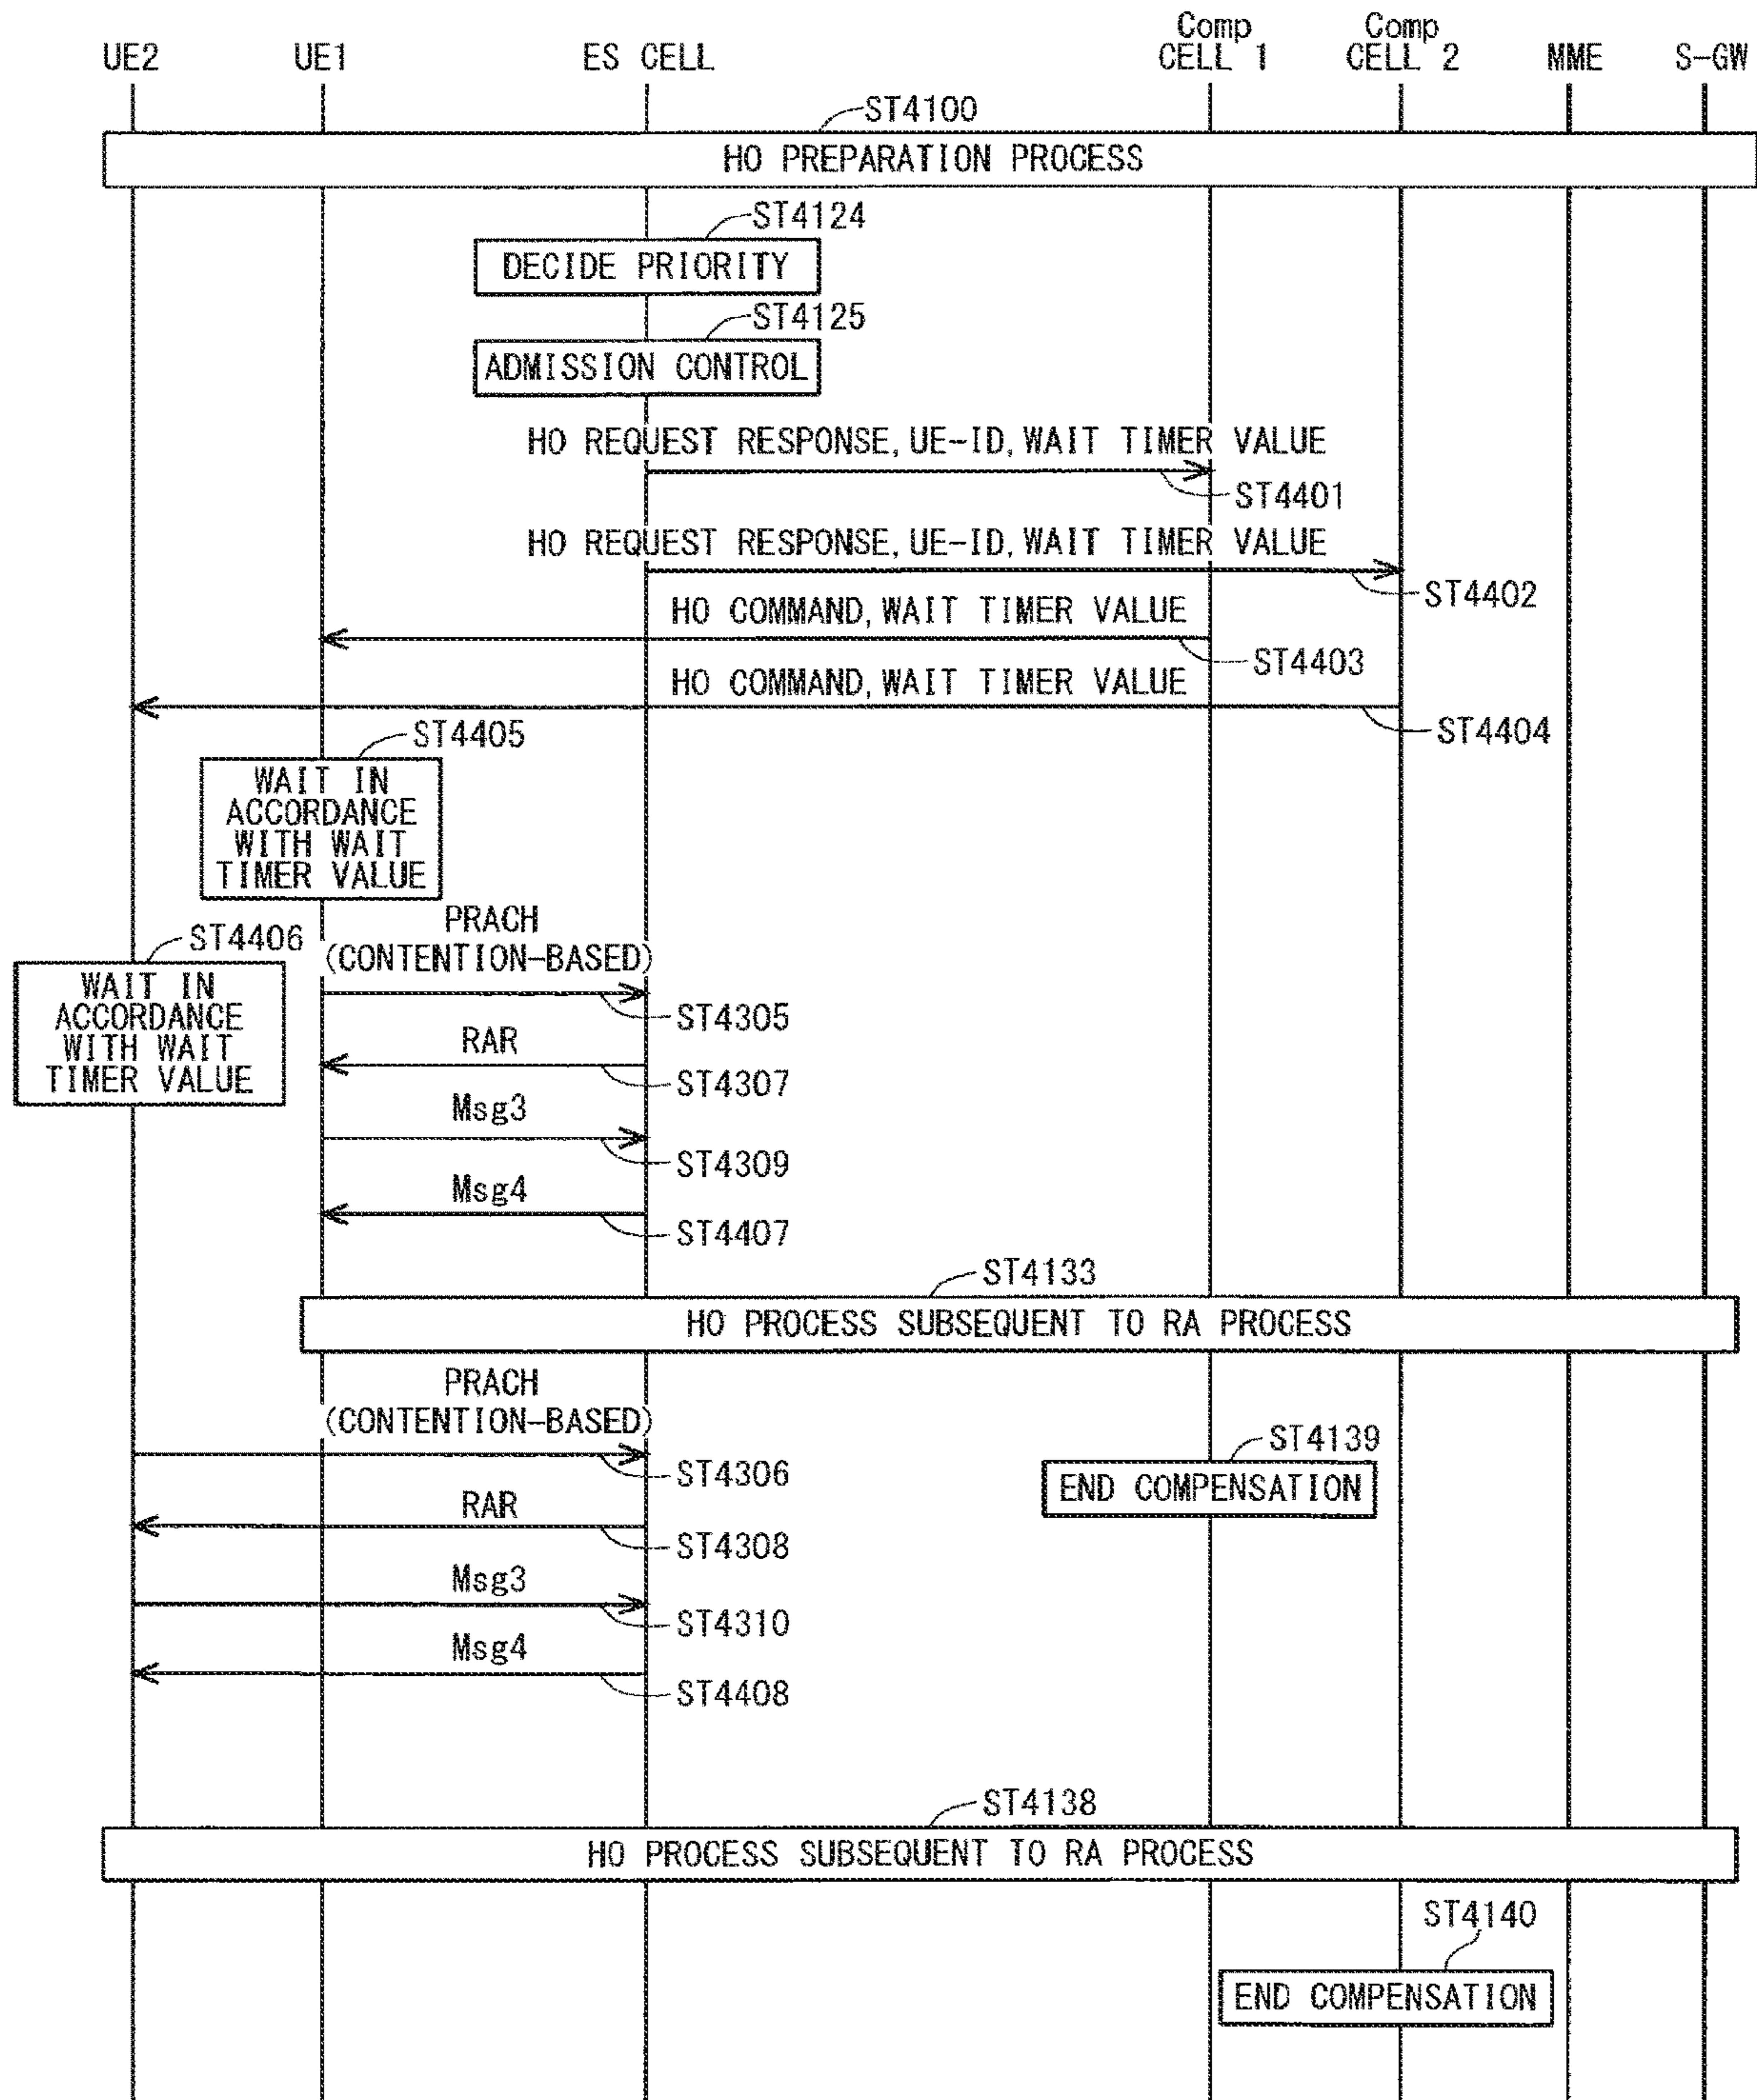 UE2 UE1 ES CELL Comp CELL 1 Comp CELL 2 MME S-GW
ST4100
HO PREPARATION PROCESS
ST4124
DECIDE PRIORITY
ST4125
ADMISSION CONTROL
HO REQUEST RESPONSE, UE-ID, WAIT TIMER VALUE
ST4401
HO REQUEST RESPONSE, UE-ID, WAIT TIMER VALUE
ST4402
HO COMMAND, WAIT TIMER VALUE
ST4403
HO COMMAND, WAIT TIMER VALUE
ST4404
ST4405
WAIT IN
ACCORDANCE
WITH WAIT
TIMER VALUE
PRACH
(CONTENTION-BASED)
ST4406
WAIT IN
ACCORDANCE
WITH WAIT
TIMER VALUE
ST4305
RAR
ST4307
Msg3
ST4309
Msg4
ST4407
ST4133
HO PROCESS SUBSEQUENT TO RA PROCESS
PRACH
(CONTENTION-BASED)
ST4306
ST4139
END COMPENSATION
RAR
ST4308
Msg3
ST4310
Msg4
ST4408
ST4138
HO PROCESS SUBSEQUENT TO RA PROCESS
ST4140
END COMPENSATION